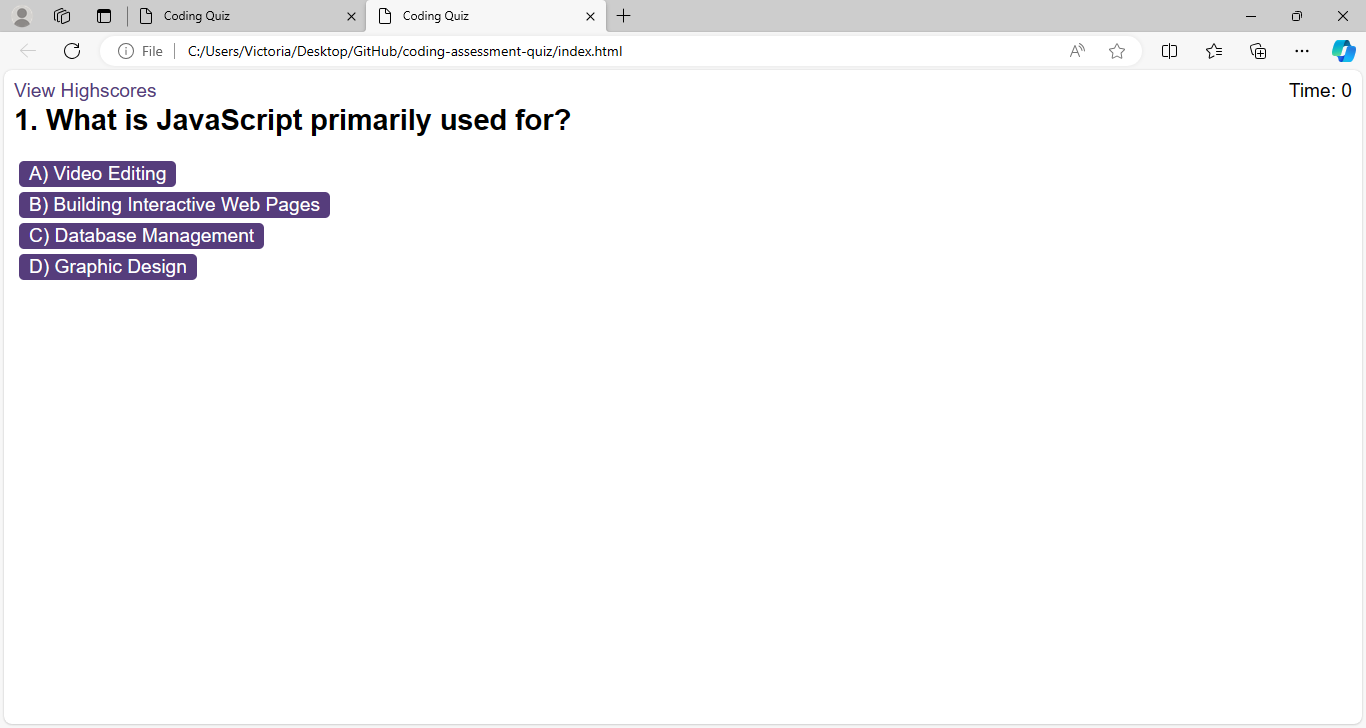 Coding Quiz
Coding Quiz
File C:/Users/Victoria/Desktop/GitHub/coding-assessment-quiz/index.html
View Highscores
Time: 0
1. What is JavaScript primarily used for?
A) Video Editing
B) Building Interactive Web Pages
C) Database Management
D) Graphic Design